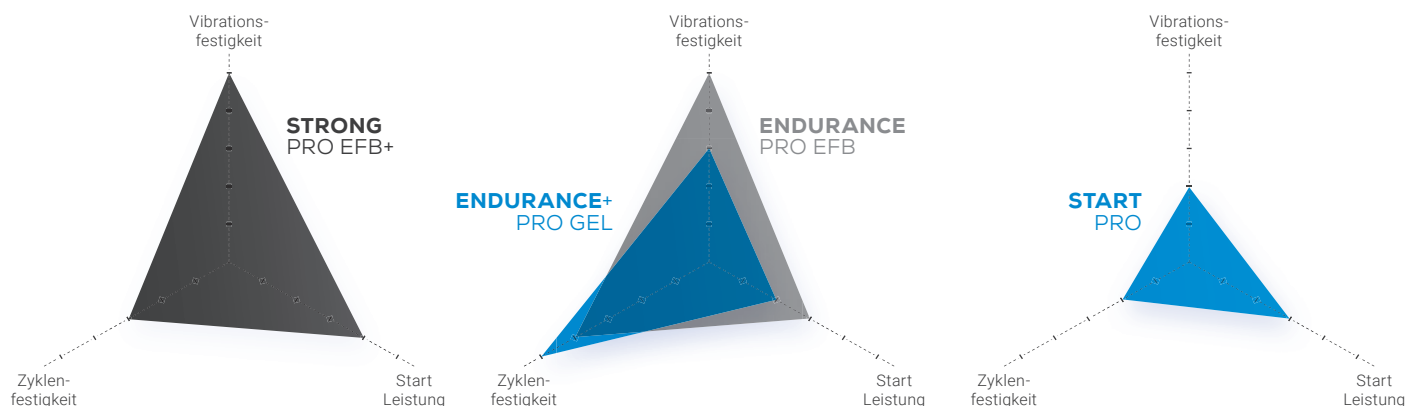 Vibrations-
festigkeit
STRONG
PRO EFB+
Zyklen-
festigkeit
Start
Leistung
Vibrations-
festigkeit
ENDURANCE
PRO EFB
ENDURANCE+
PRO GEL
Zyklen-
festigkeit
Start
Leistung
Vibrations-
festigkeit
START
PRO
Zyklen-
festigkeit
Start
Leistung